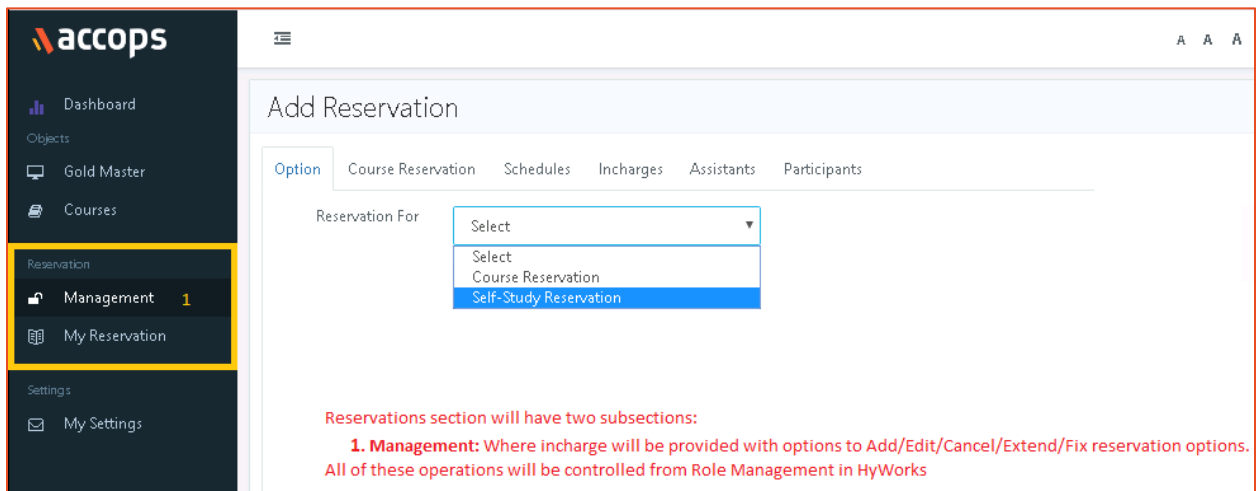 accops
A A A
Dashboard
Objects
Gold Master
Courses
Reservation
Management 1
My Reservation
Settings
My Settings
Add Reservation
Option Course Reservation Schedules Incharges Assistants Participants
Reservation For Select
Select
Course Reservation
Self-Study Reservation
Reservations section will have two subsections:
1. Management: Where incharge will be provided with options to Add/Edit/Cancel/Extend/Fix reservation options.
All of these operations will be controlled from Role Management in HyWorks